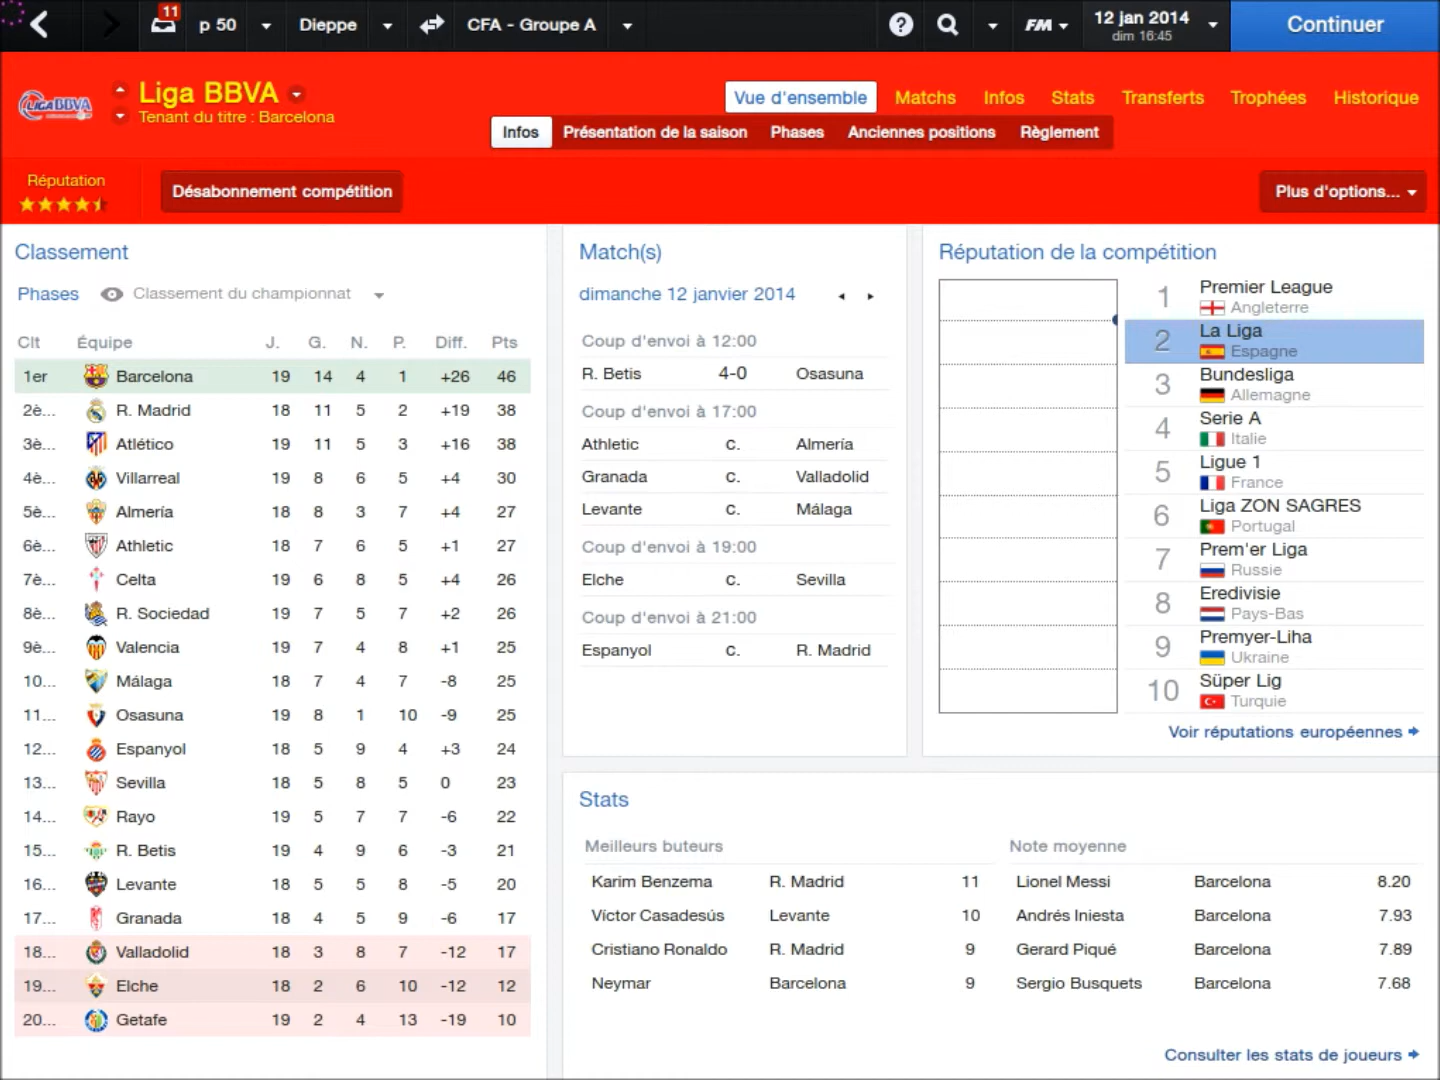 11
p 50
Dieppe
CFA - Groupe A
FM
12 jan 2014
dim 16:45
Continuer
LIGA BBVA
Liga BBVA
Tenant du titre : Barcelona
Vue d'ensemble
Matchs
Infos
Stats
Transferts
Trophées
Historique
Infos
Présentation de la saison
Phases
Anciennes positions
Règlement
Réputation
Désabonnement compétition
Plus d'options...
Classement
Phases
Classement du championnat
Clt Équipe J. G. N. P. Diff. Pts
1er Barcelona 19 14 4 1 +26 46
2è... R. Madrid 18 11 5 2 +19 38
3è... Atlético 19 11 5 3 +16 38
4è... Villarreal 19 8 6 5 +4 30
5è... Almería 18 8 3 7 +4 27
6è... Athletic 18 7 6 5 +1 27
7è... Celta 19 6 8 5 +4 26
8è... R. Sociedad 19 7 5 7 +2 26
9è... Valencia 19 7 4 8 +1 25
10... Málaga 18 7 4 7 -8 25
11... Osasuna 19 8 1 10 -9 25
12... Espanyol 18 5 9 4 +3 24
13... Sevilla 18 5 8 5 0 23
14... Rayo 19 5 7 7 -6 22
15... R. Betis 19 4 9 6 -3 21
16... Levante 18 5 5 8 -5 20
17... Granada 18 4 5 9 -6 17
18... Valladolid 18 3 8 7 -12 17
19... Elche 18 2 6 10 -12 12
20... Getafe 19 2 4 13 -19 10
Match(s)
dimanche 12 janvier 2014
Coup d'envoi à 12:00
R. Betis 4-0 Osasuna
Coup d'envoi à 17:00
Athletic c. Almería
Granada c. Valladolid
Levante c. Málaga
Coup d'envoi à 19:00
Elche c. Sevilla
Coup d'envoi à 21:00
Espanyol c. R. Madrid
Réputation de la compétition
1 Premier League
Angleterre
2 La Liga
Espagne
3 Bundesliga
Allemagne
4 Serie A
Italie
5 Ligue 1
France
6 Liga ZON SAGRES
Portugal
7 Prem'er Liga
Russie
8 Eredivisie
Pays-Bas
9 Premyer-Liha
Ukraine
10 Süper Lig
Turquie
Voir réputations européennes
Stats
Meilleurs buteurs
Karim Benzema R. Madrid 11
Víctor Casadesús Levante 10
Cristiano Ronaldo R. Madrid 9
Neymar Barcelona 9
Note moyenne
Lionel Messi Barcelona 8.20
Andrés Iniesta Barcelona 7.93
Gerard Piqué Barcelona 7.89
Sergio Busquets Barcelona 7.68
Consulter les stats de joueurs